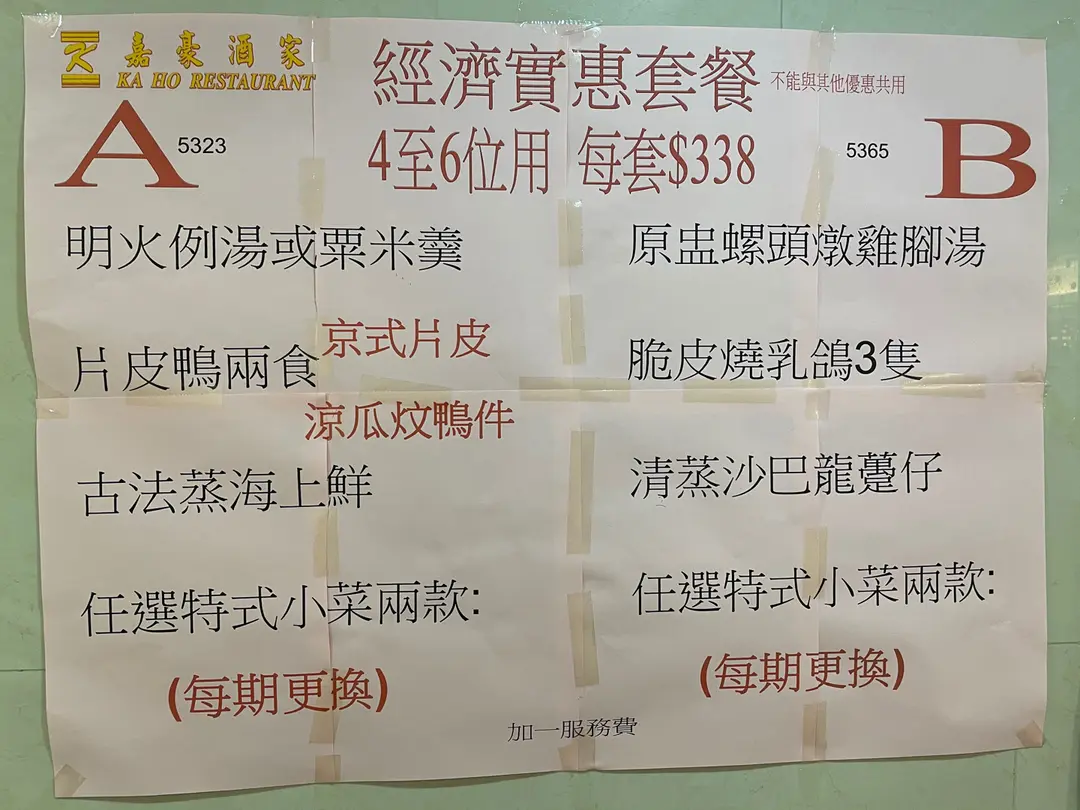 嘉豪酒家
KA HO RESTAURANT
經濟實惠套餐
不能與其他優惠共用
4至6位用 每套$338
A
5323
明火例湯或粟米羹
片皮鴨兩食
京式片皮
涼瓜炆鴨件
古法蒸海上鮮
任選特式小菜兩款:
(每期更換)
5365
B
原盅螺頭燉雞腳湯
脆皮燒乳鴿3隻
清蒸沙巴龍躉仔
任選特式小菜兩款:
(每期更換)
加一服務費